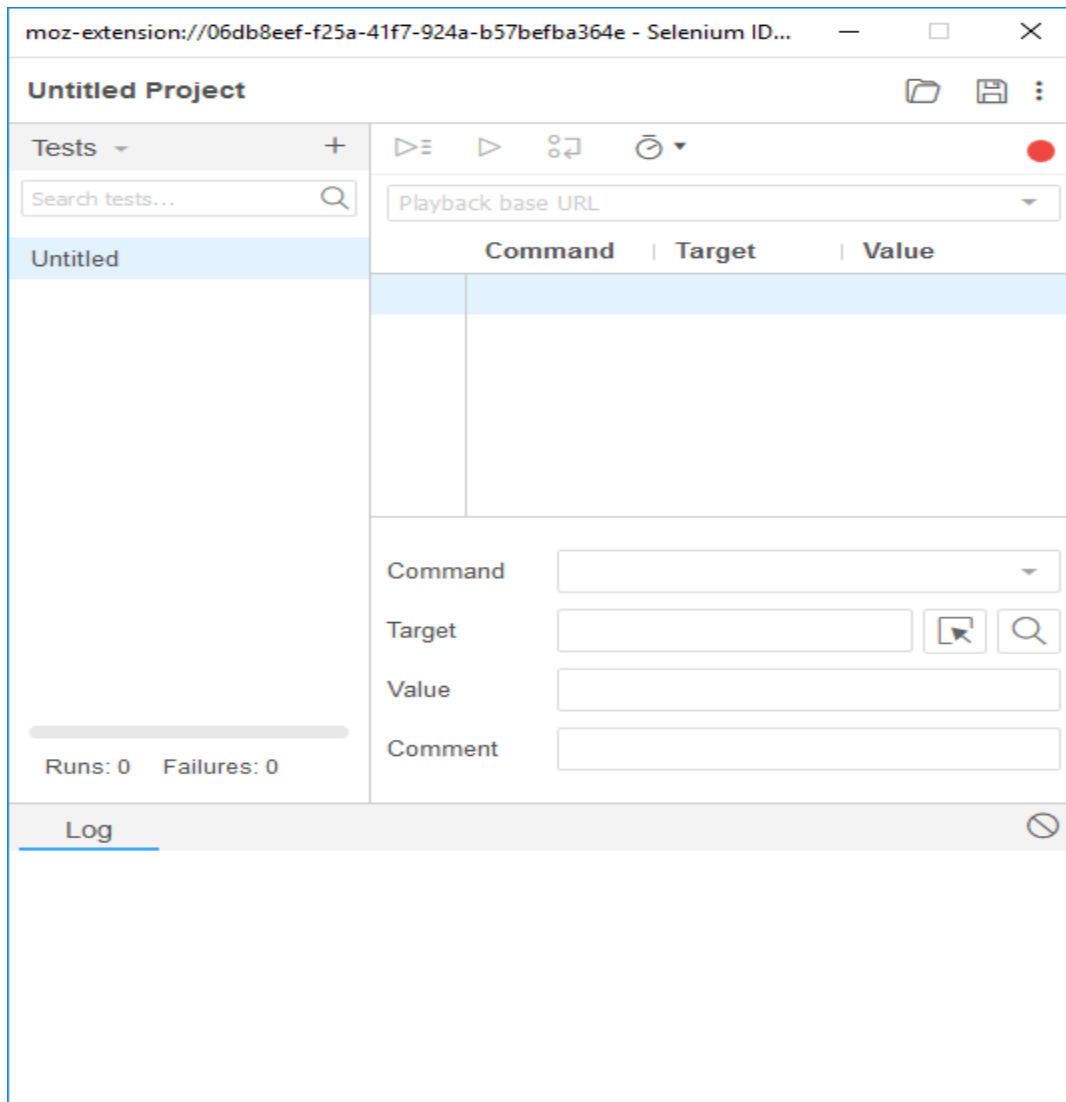 moz-extension://06db8eef-f25a-41f7-924a-b57befba364e - Selenium ID...
Untitled Project
Tests
Search tests...
Untitled
Runs: 0 Failures: 0
Playback base URL
Command Target Value
Command
Target
Value
Comment
Log